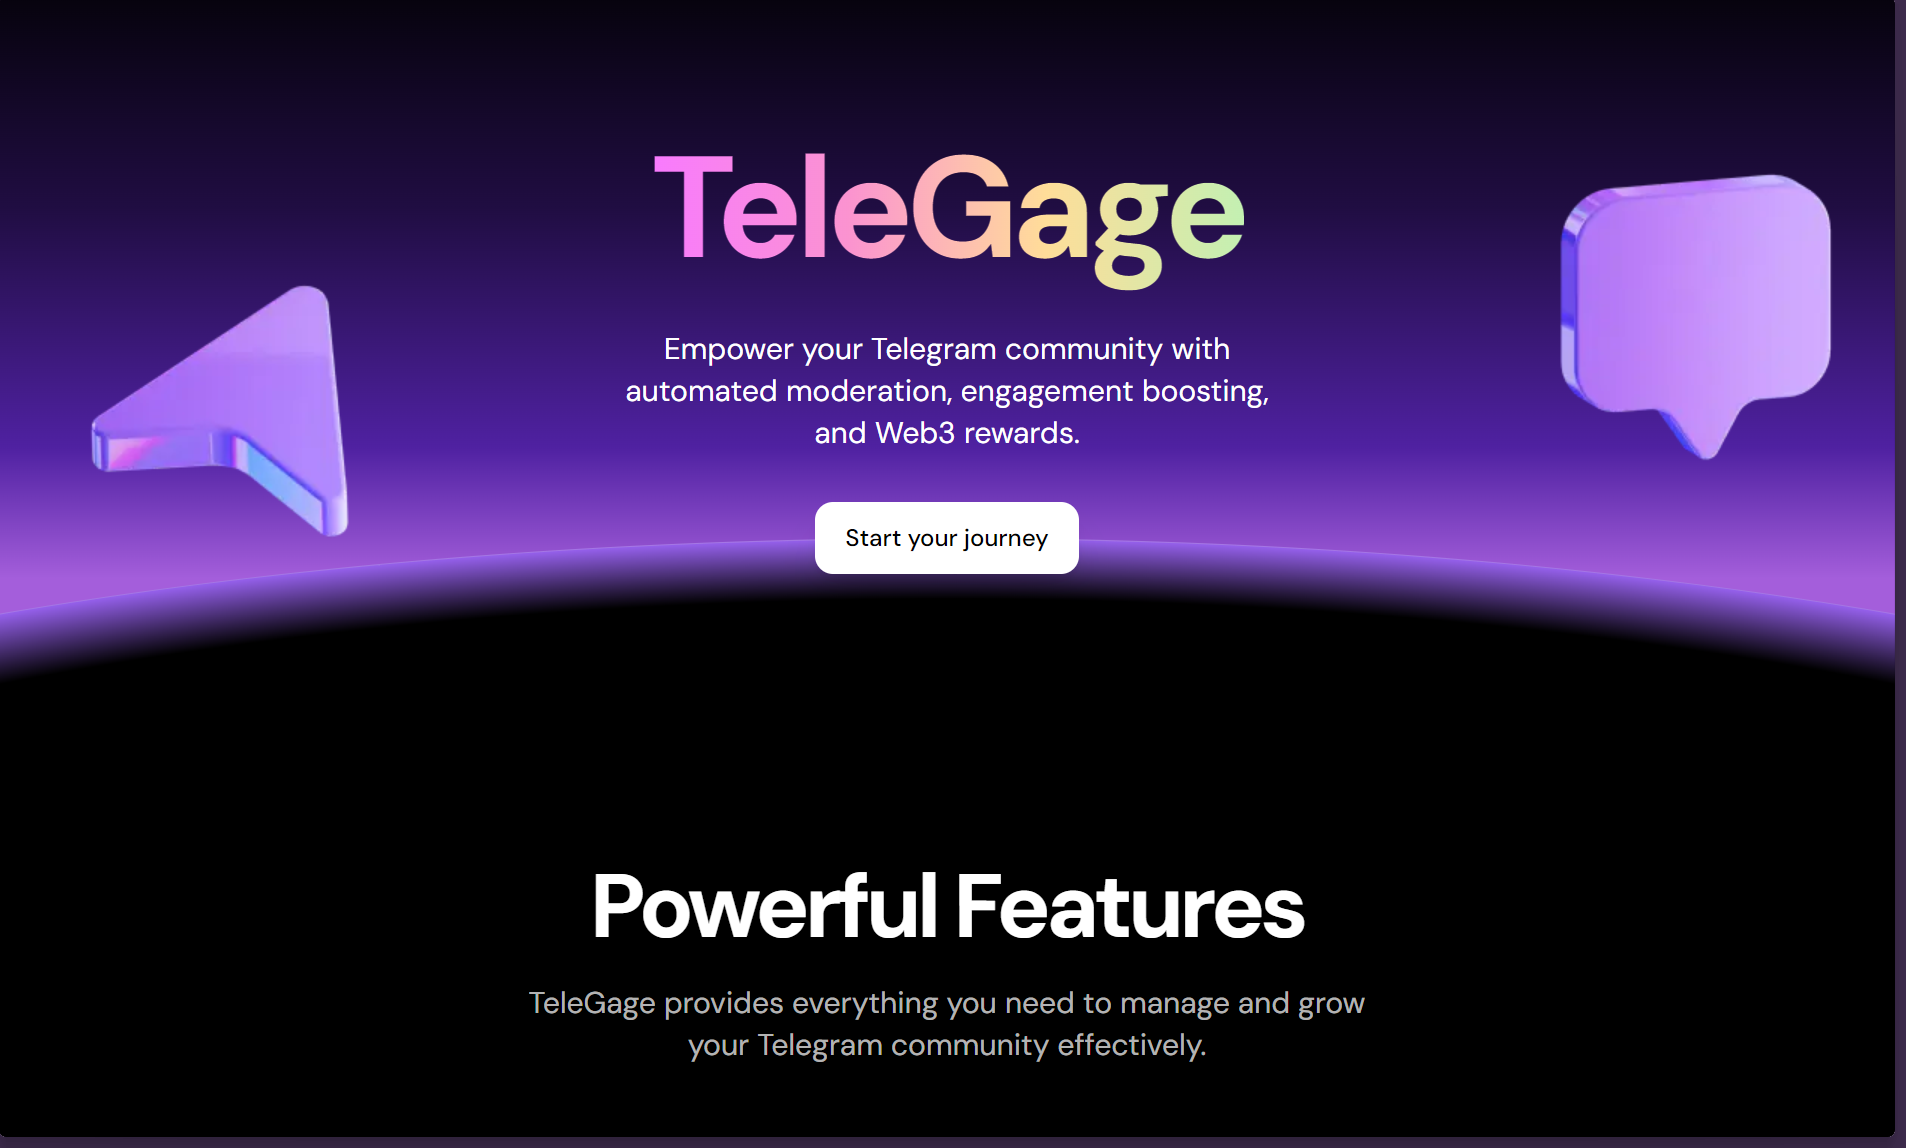 TeleGage
Empower your Telegram community with
automated moderation, engagement boosting,
and Web3 rewards.
Start your journey
Powerful Features
TeleGage provides everything you need to manage and grow
your Telegram community effectively.